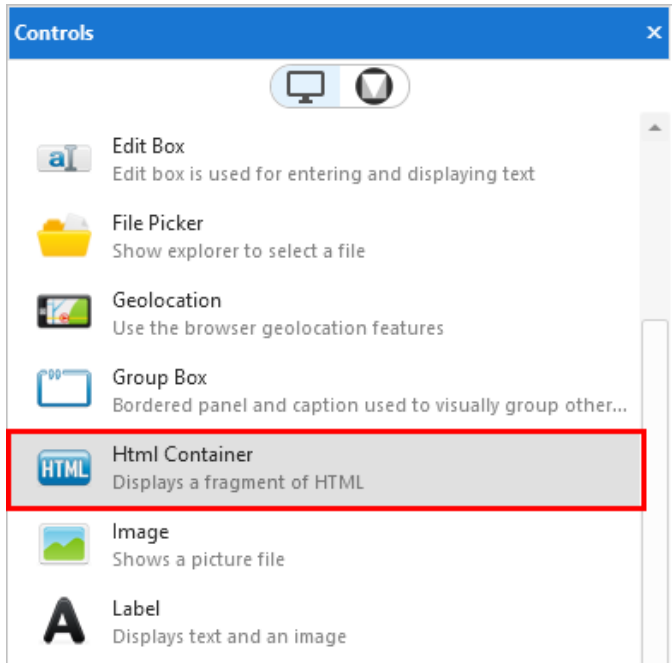 Controls
Edit Box
Edit box is used for entering and displaying text
File Picker
Show explorer to select a file
Geolocation
Use the browser geolocation features
Group Box
Bordered panel and caption used to visually group other...
HTML
Html Container
Displays a fragment of HTML
Image
Shows a picture file
A
Label
Displays text and an image